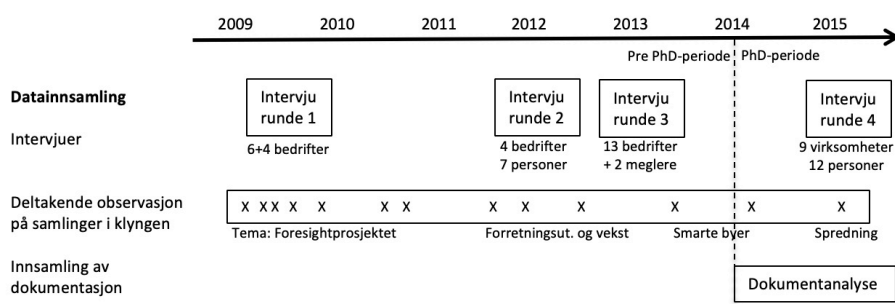 2009 2010 2011 2012 2013 2014 2015
Pre PhD-periode PhD-periode
Datainnsamling
Intervjuer
Intervju
runde 1
6+4 bedrifter
Intervju
runde 2
4 bedrifter
7 personer
Intervju
runde 3
13 bedrifter
+ 2 meglere
Intervju
runde 4
9 virksomheter
12 personer
Deltakende observasjon
på samlinger i klyngen
X X X X X X X X X X X X X
Tema: Foresightprosjektet Forretningsut. og vekst Smarte byer Spredning
Innsamling av
dokumentasjon
Dokumentanalyse